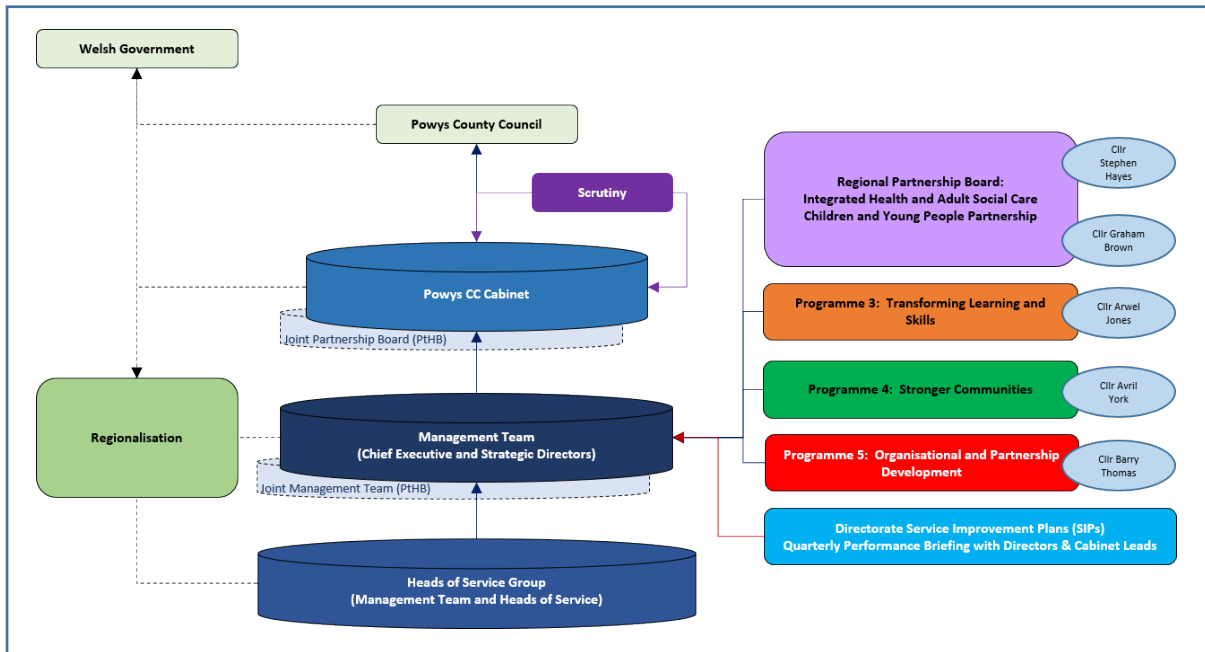 Welsh Government
Powys County Council
Scrutiny
Powys CC Cabinet
Joint Partnership Board (PtHB)
Regionalisation
Management Team
(Chief Executive and Strategic Directors)
Joint Management Team (PtHB)
Heads of Service Group
(Management Team and Heads of Service)
Regional Partnership Board:
Integrated Health and Adult Social Care
Children and Young People Partnership
Cllr
Stephen
Hayes
Cllr Graham
Brown
Programme 3:  Transforming Learning and
Skills
Cllr Arwel
Jones
Programme 4:  Stronger Communities
Cllr Avril
York
Programme 5:  Organisational and Partnership
Development
Cllr Barry
Thomas
Directorate Service Improvement Plans (SIPs)
Quarterly Performance Briefing with Directors & Cabinet Leads